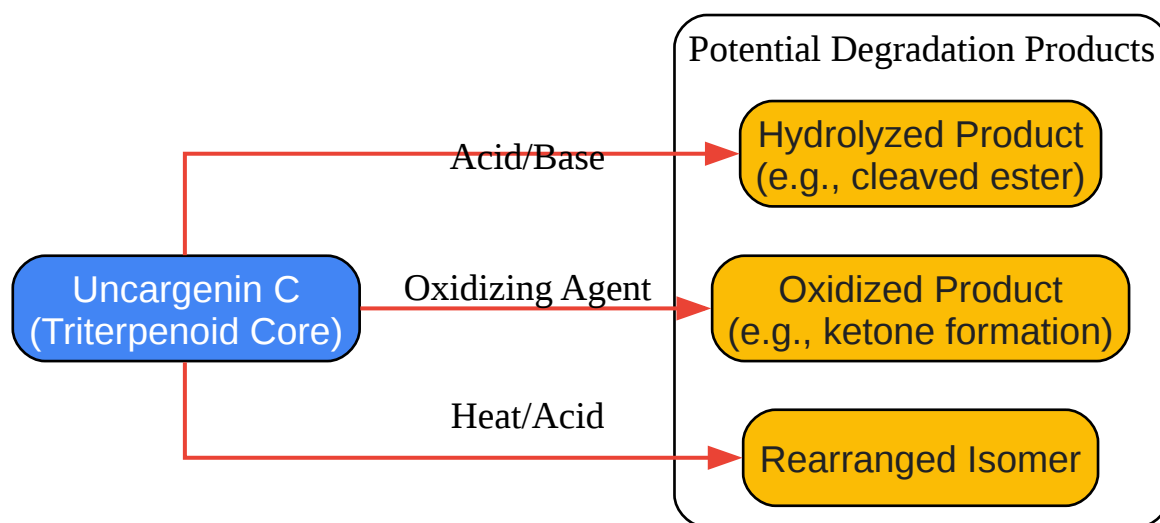 Potential Degradation Products
Hydrolyzed Product
(e.g., cleaved ester)
Acid/Base
Uncargenin C
(Triterpenoid Core)
Oxidizing Agent
Oxidized Product
(e.g., ketone formation)
Heat/Acid
Rearranged Isomer